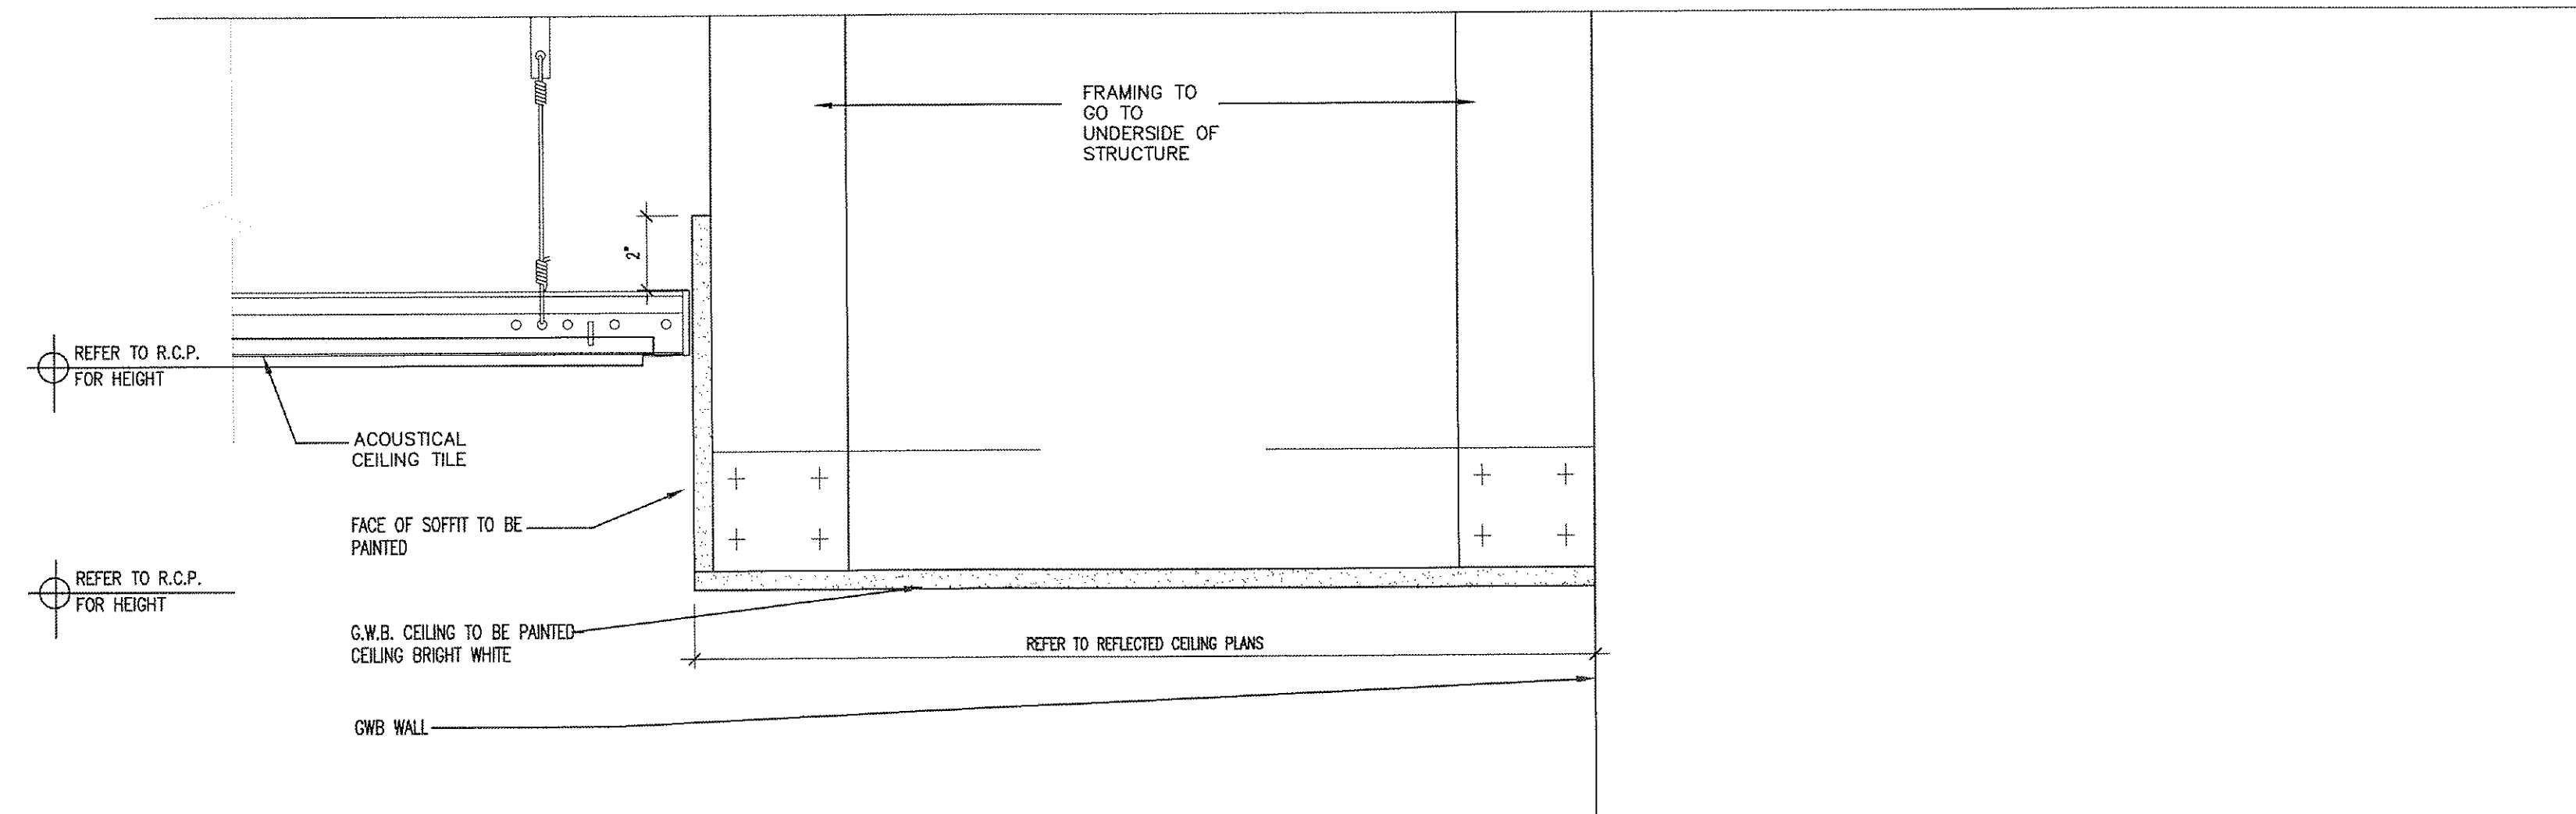 FRAMING TO
GO TO
UNDERSIDE OF
STRUCTURE
2"
REFER TO R.C.P.
FOR HEIGHT
ACOUSTICAL
CEILING TILE
FACE OF SOFFIT TO BE
PAINTED
REFER TO R.C.P.
FOR HEIGHT
G.W.B. CEILING TO BE PAINTED
CEILING BRIGHT WHITE
REFER TO REFLECTED CEILING PLANS
GWB WALL